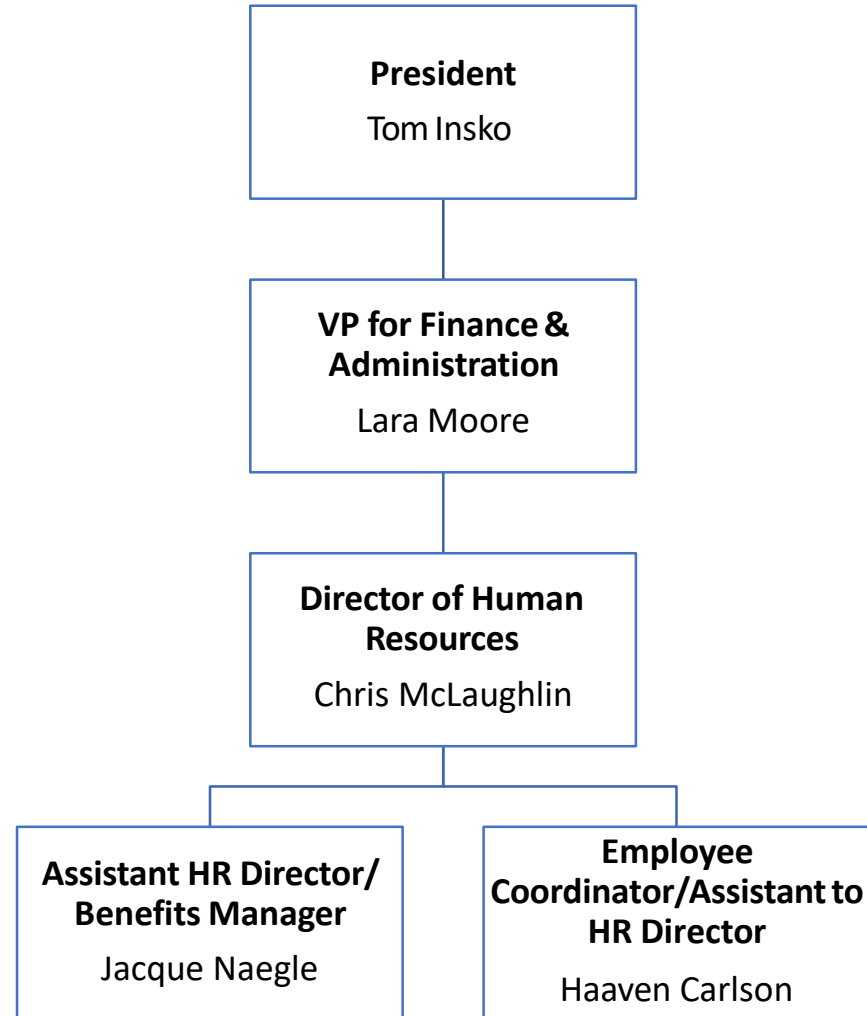 President
Tom Insko
VP for Finance &
Administration
Lara Moore
Director of Human
Resources
Chris McLaughlin
Assistant HR Director/
Benefits Manager
Jacque Naegle
Employee
Coordinator/Assistant to
HR Director
Haaven Carlson